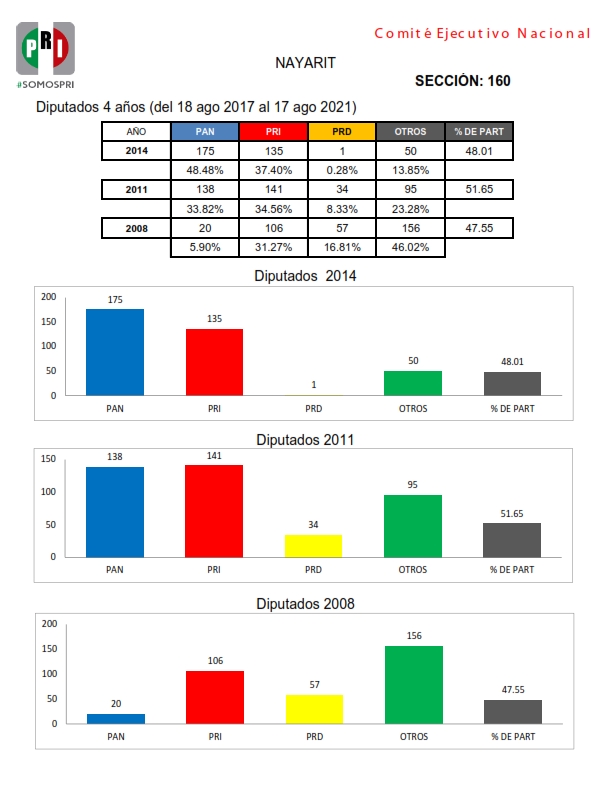 PRI
#SOMOSPRI
Comité Ejecutivo Nacional
NAYARIT
SECCIÓN: 160
Diputados 4 años (del 18 ago 2017 al 17 ago 2021)
AÑO PAN PRI PRD OTROS % DE PART
2014 175 135 1 50 48.01
48.48% 37.40% 0.28% 13.85%
2011 138 141 34 95 51.65
33.82% 34.56% 8.33% 23.28%
2008 20 106 57 156 47.55
5.90% 31.27% 16.81% 46.02%
Diputados 2014
200
150
100
50
0
175 135 1 50 48.01
PAN PRI PRD OTROS % DE PART
Diputados 2011
150
100
50
0
138 141 34 95 51.65
PAN PRI PRD OTROS % DE PART
Diputados 2008
200
150
100
50
0
20 106 57 156 47.55
PAN PRI PRD OTROS % DE PART